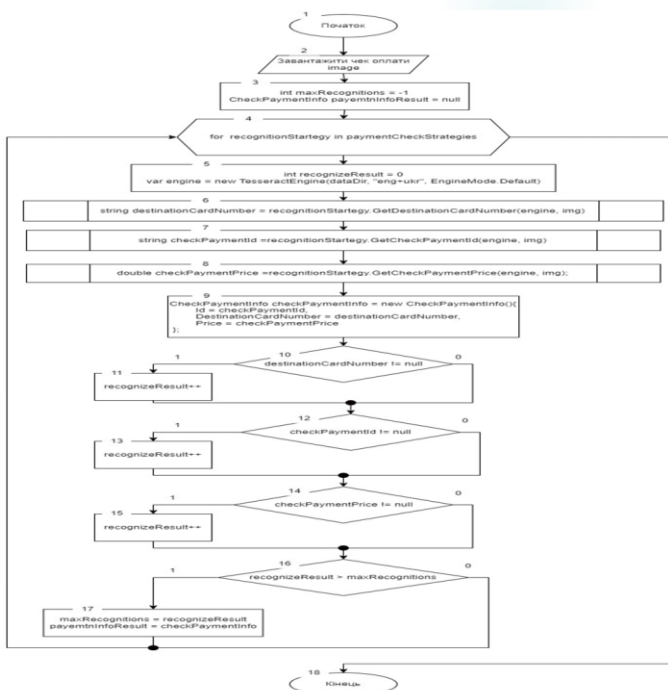 1
Початок
2
Завантажити чек оплати
image
3
int maxRecognitions = -1
CheckPaymentInfo payemtnInfoResult = null
4
for recognitionStartegy in paymentCheckStrategies
5
int recognizeResult = 0
var engine = new TesseractEngine(dataDir, "eng+ukr", EngineMode.Default)
6
string destinationCardNumber = recognitionStartegy.GetDestinationCardNumber(engine, img)
7
string checkPaymentId =recognitionStartegy.GetCheckPaymentId(engine, img)
8
double checkPaymentPrice =recognitionStartegy.GetCheckPaymentPrice(engine, img);
9
CheckPaymentInfo checkPaymentInfo = new CheckPaymentInfo(){
Id = checkPaymentId,
DestinationCardNumber = destinationCardNumber,
Price = checkPaymentPrice
};
10
1 0
destinationCardNumber != null
11
recognizeResult++
12
1 0
checkPaymentId != null
13
recognizeResult++
14
1 0
checkPaymentPrice != null
15
recognizeResult++
16
1 0
recognizeResult > maxRecognitions
17
maxRecognitions = recognizeResult
payemtnInfoResult = checkPaymentInfo
18
Кінець